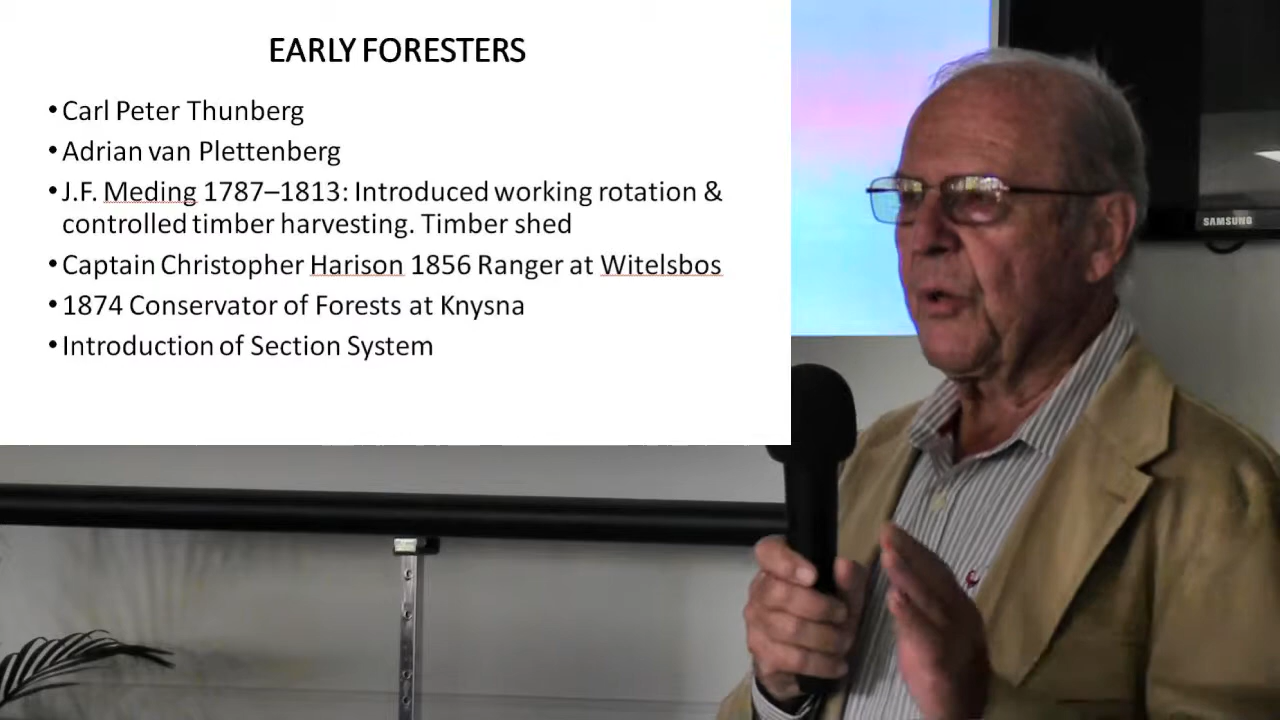 EARLY FORESTERS
•Carl Peter Thunberg
•Adrian van Plettenberg
•J.F. Meding 1787–1813: Introduced working rotation &
controlled timber harvesting. Timber shed
•Captain Christopher Harison 1856 Ranger at Witelsbos
•1874 Conservator of Forests at Knysna
•Introduction of Section System
SAMSUNG